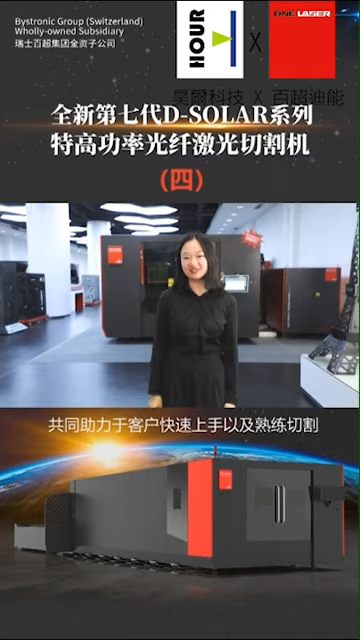 Bystronic Group (Switzerland)
Wholly-owned Subsidiary
瑞士百超集团全资子公司
HOUR
X
DNE LASER
昊爾科技 X 百超迪能
全新第七代D-SOLAR系列
特高功率光纤激光切割机
(四)
共同助力于客户快速上手以及熟练切割